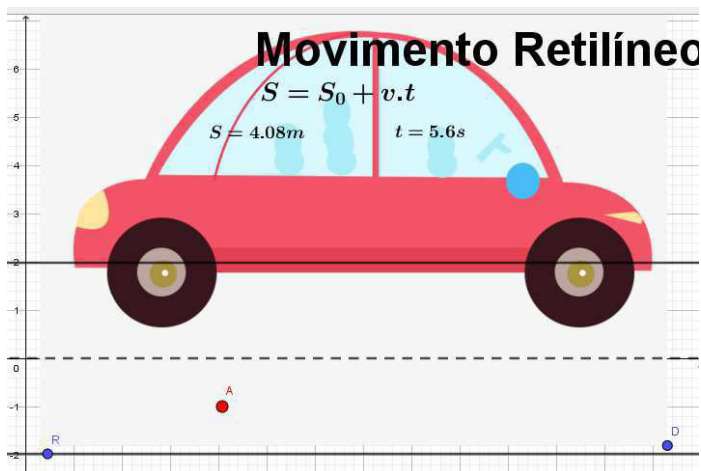 Movimento Retilíneo
S = S₀ + v.t
S = 4.08m
t = 5.6s
6
5
4
3
2
1
0
A
-1
R
D
-2